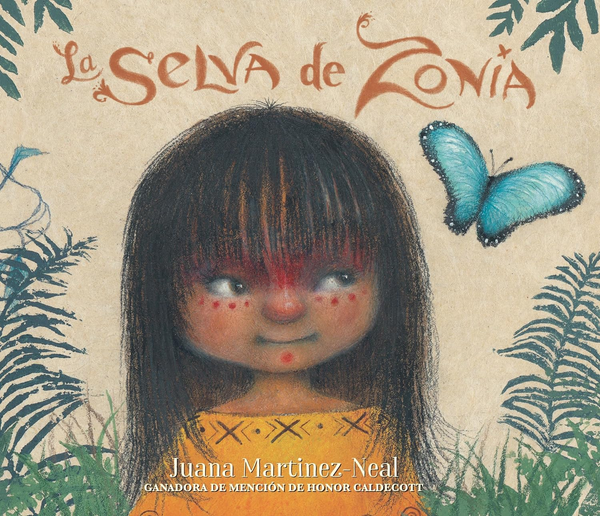 La SeLVa de ZoNia
Juana Martinez-Neal
GANADORA DE MENCIÓN DE HONOR CALDECOTT